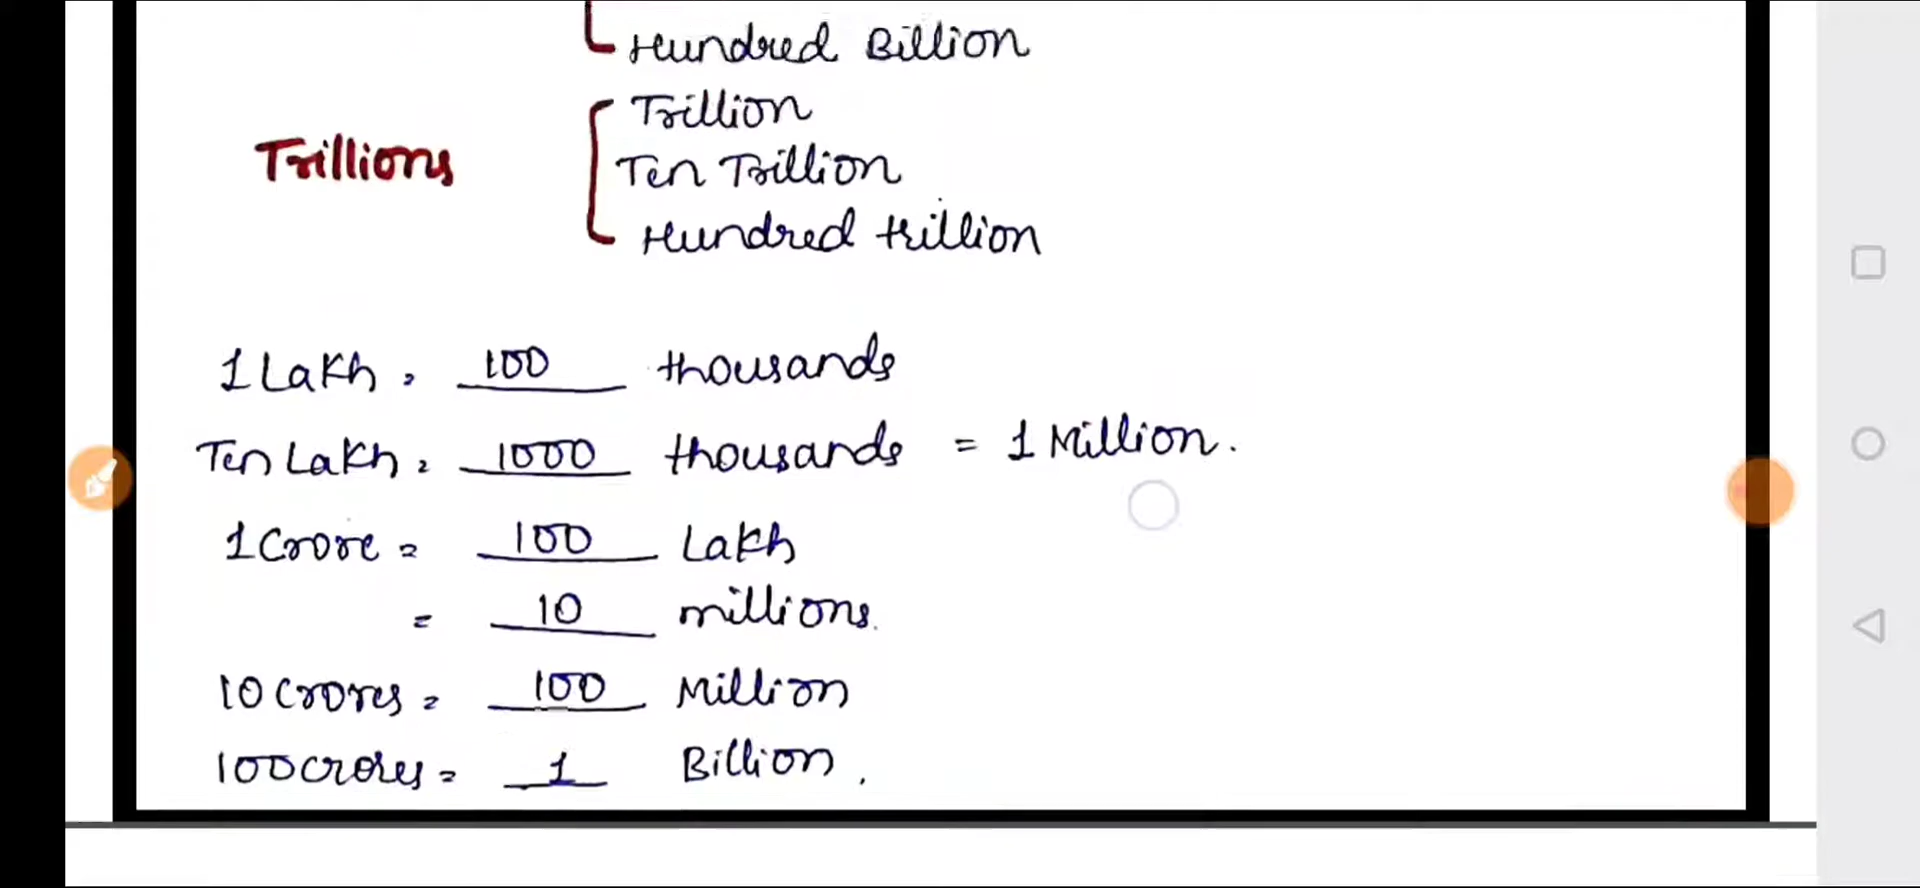 Hundred Billion
Trillion
Trillions
Ten Trillion
Hundred trillion
1 Lakh = 100 thousands
Ten Lakh = 1000 thousands = 1 Million.
1 Crore = 100 Lakh
= 10 millions.
10 Crores = 100 Million
100 crores = 1 Billion.